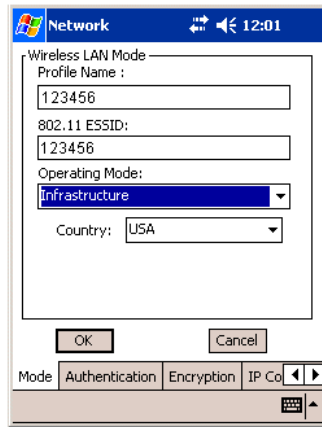 Network 12:01
Wireless LAN Mode
Profile Name :
123456
802.11 ESSID:
123456
Operating Mode:
Infrastructure
Country: USA
OK Cancel
Mode Authentication Encryption IP Co